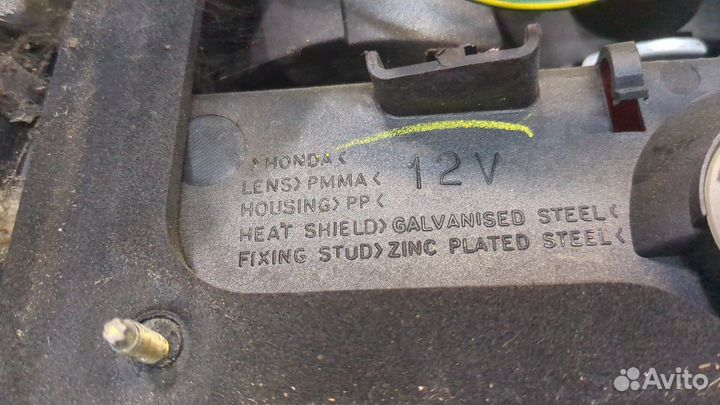 >HONDA< 12V
LENS>PMMA<
HOUSING>PP<
HEAT SHIELD>GALVANISED STEEL<
FIXING STUD>ZINC PLATED STEEL<
Avito